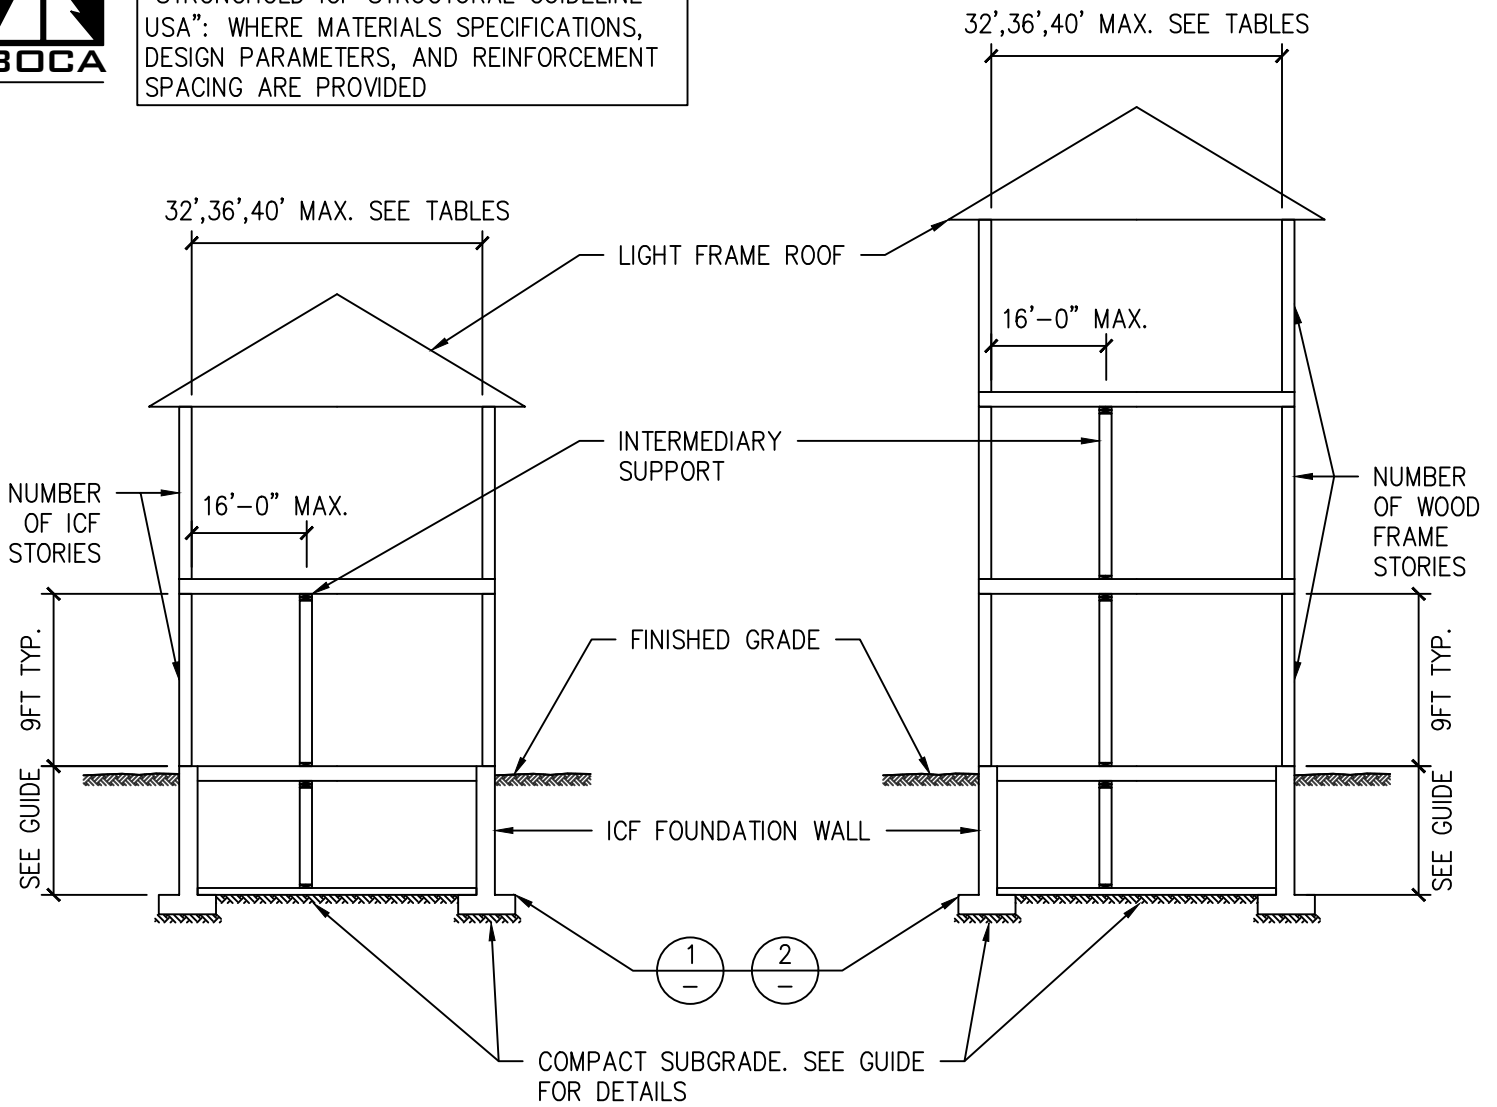 USA”: WHERE MATERIALS SPECIFICATIONS,
DESIGN PARAMETERS, AND REINFORCEMENT
SPACING ARE PROVIDED
BOCA
32’,36’,40’ MAX. SEE TABLES
32’,36’,40’ MAX. SEE TABLES
LIGHT FRAME ROOF
16’-0” MAX.
INTERMEDIARY
SUPPORT
NUMBER
OF ICF
STORIES
16’-0” MAX.
NUMBER
OF WOOD
FRAME
STORIES
9FT TYP.
FINISHED GRADE
9FT TYP.
SEE GUIDE
ICF FOUNDATION WALL
SEE GUIDE
1
-
2
-
COMPACT SUBGRADE. SEE GUIDE
FOR DETAILS